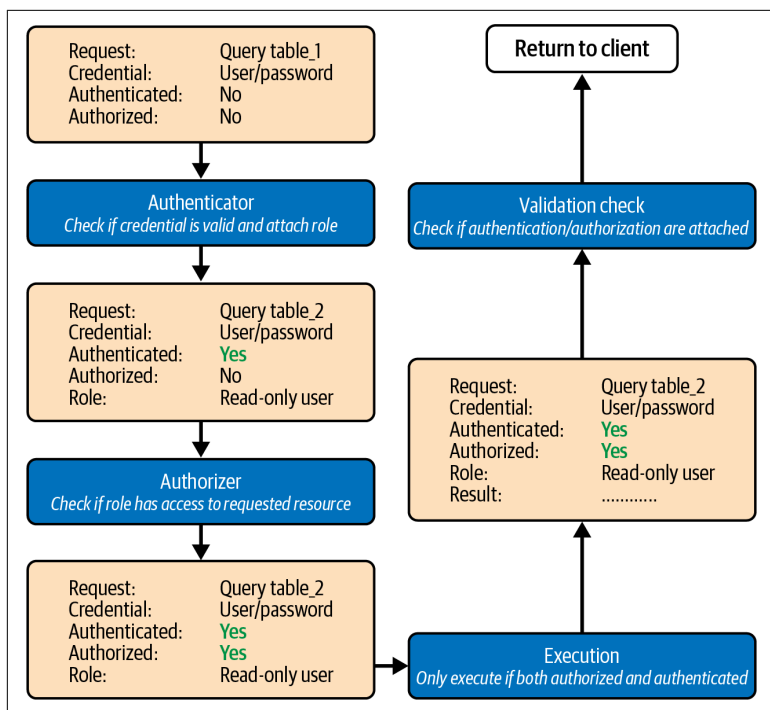 Request: Query table_1
Credential: User/password
Authenticated: No
Authorized: No
Authenticator
Check if credential is valid and attach role
Request: Query table_2
Credential: User/password
Authenticated: Yes
Authorized: No
Role: Read-only user
Authorizer
Check if role has access to requested resource
Request: Query table_2
Credential: User/password
Authenticated: Yes
Authorized: Yes
Role: Read-only user
Execution
Only execute if both authorized and authenticated
Request: Query table_2
Credential: User/password
Authenticated: Yes
Authorized: Yes
Role: Read-only user
Result: ............
Validation check
Check if authentication/authorization are attached
Return to client